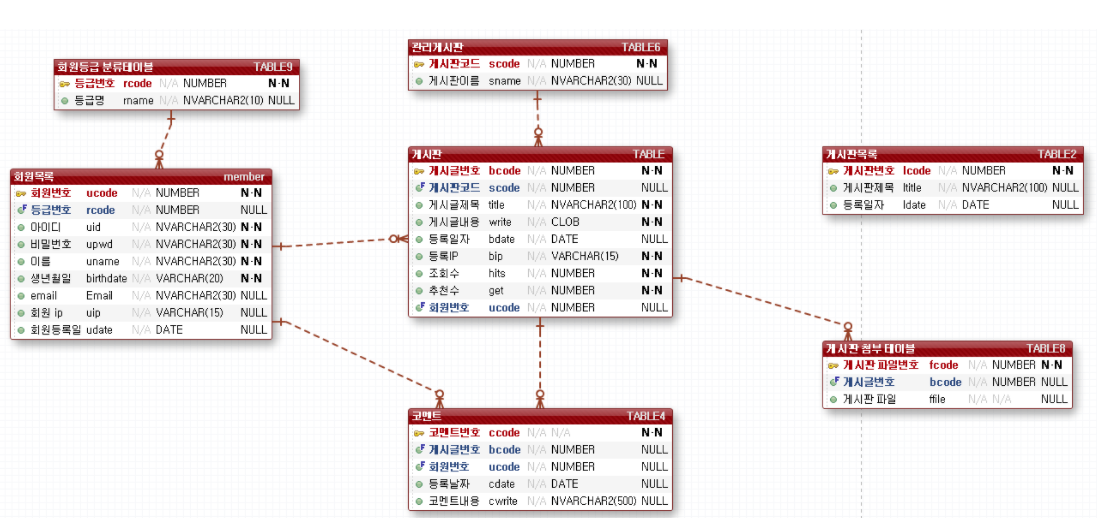 회원등급 분류테이블 TABLE9
등급번호 rcode N/A NUMBER N-N
등급명 rname N/A NVARCHAR2(10) NULL
관리게시판 TABLE6
게시판코드 scode N/A NUMBER N-N
게시판이름 sname N/A NVARCHAR2(30) NULL
회원목록 member
회원번호 ucode N/A NUMBER N-N
등급번호 rcode N/A NUMBER NULL
아이디 uid N/A NVARCHAR2(30) N-N
비밀번호 upwd N/A NVARCHAR2(30) N-N
이름 uname N/A NVARCHAR2(30) N-N
생년월일 birthdate N/A VARCHAR(20) N-N
email Email N/A NVARCHAR2(30) NULL
회원 ip uip N/A VARCHAR(15) NULL
회원등록일 udate N/A DATE NULL
게시판 TABLE
게시글번호 bcode N/A NUMBER N-N
게시판코드 scode N/A NUMBER NULL
게시글제목 title N/A NVARCHAR2(100) N-N
게시글내용 write N/A CLOB N-N
등록일자 bdate N/A DATE NULL
등록IP bip N/A VARCHAR(15) N-N
조회수 hits N/A NUMBER N-N
추천수 get N/A NUMBER N-N
회원번호 ucode N/A NUMBER NULL
게시판목록 TABLE2
게시판번호 lcode N/A NUMBER N-N
게시판제목 ltitle N/A NVARCHAR2(100) NULL
등록일자 ldate N/A DATE NULL
게시판 첨부 테이블 TABLE8
게시판 파일번호 fcode N/A NUMBER N-N
게시글번호 bcode N/A NUMBER NULL
게시판 파일 ffile N/A N/A
코멘트 TABLE4
코멘트번호 ccode N/A N/A N-N
게시글번호 bcode N/A NUMBER NULL
회원번호 ucode N/A NUMBER NULL
등록날짜 cdate N/A DATE NULL
코멘트내용 cwrite N/A NVARCHAR2(500) NULL